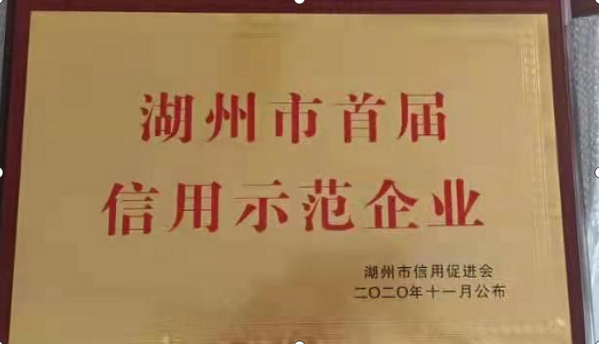 湖州市首届
信用示范企业
湖州市信用促进会
二〇二〇年十一月公布